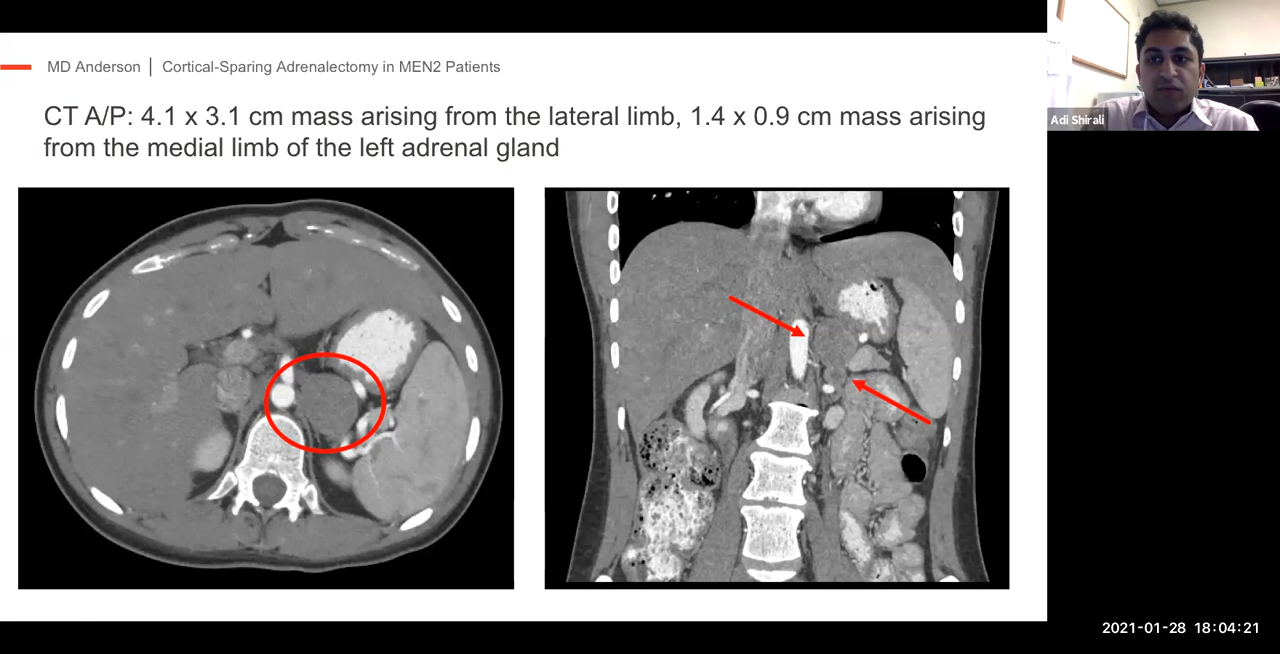 MD Anderson | Cortical-Sparing Adrenalectomy in MEN2 Patients
CT A/P: 4.1 x 3.1 cm mass arising from the lateral limb, 1.4 x 0.9 cm mass arising
from the medial limb of the left adrenal gland
Adi Shirali
2021-01-28 18:04:21